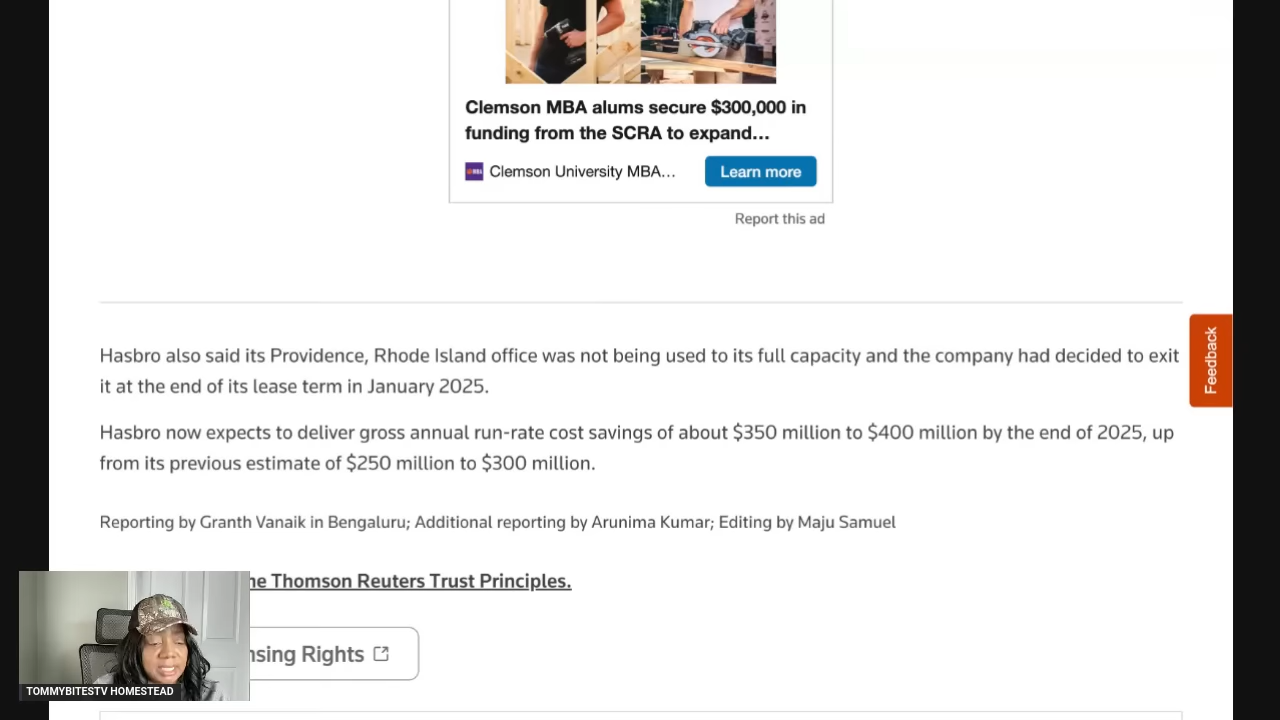 Clemson MBA alums secure $300,000 in
funding from the SCRA to expand...
Clemson University MBA...
Learn more
Report this ad
Hasbro also said its Providence, Rhode Island office was not being used to its full capacity and the company had decided to exit
it at the end of its lease term in January 2025.
Feedback
Hasbro now expects to deliver gross annual run-rate cost savings of about $350 million to $400 million by the end of 2025, up
from its previous estimate of $250 million to $300 million.
Reporting by Granth Vanaik in Bengaluru; Additional reporting by Arunima Kumar; Editing by Maju Samuel
ne Thomson Reuters Trust Principles.
nsing Rights
TOMMYBITESTV HOMESTEAD